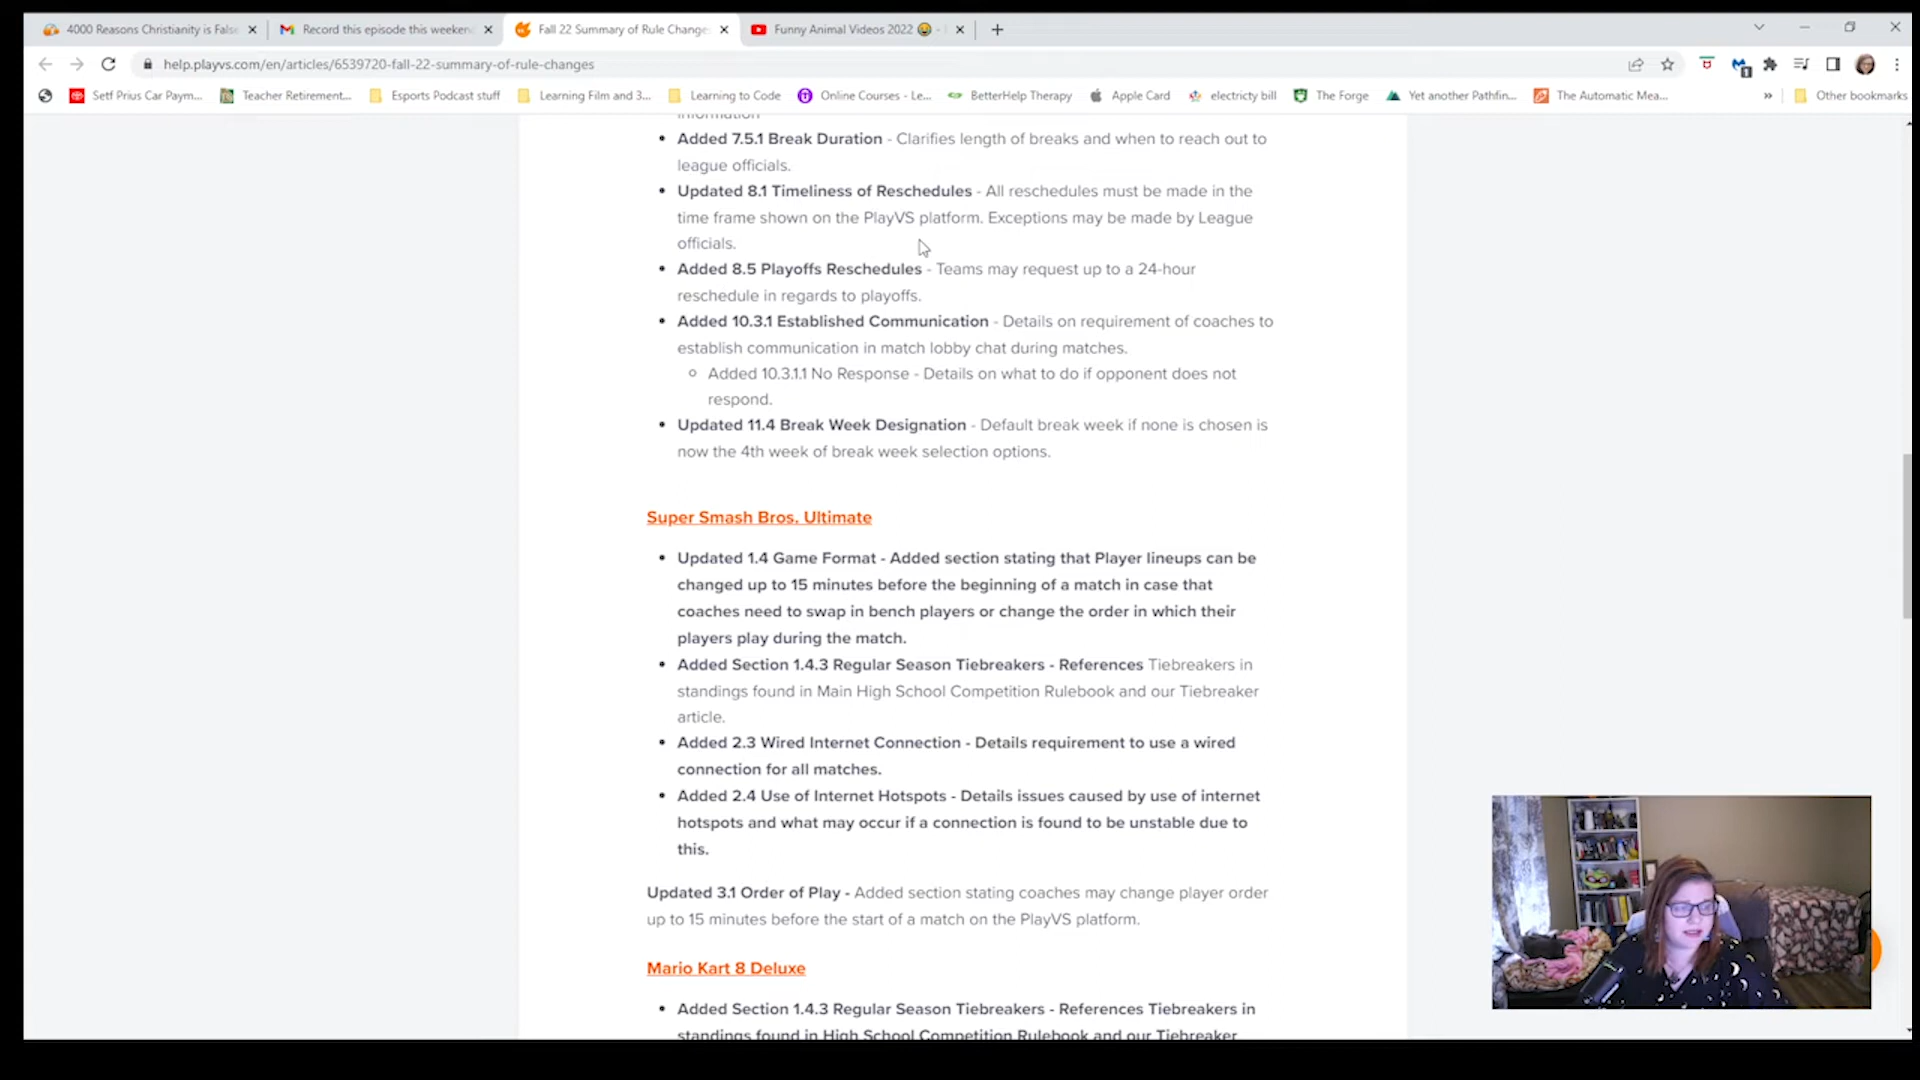 4000 Reasons Christianity is False
Record this episode this weekend
Fall 22 Summary of Rule Changes
Funny Animal Videos 2022 😂 -
help.playvs.com/en/articles/6539720-fall-22-summary-of-rule-changes
Setf Prius Car Paym...
Teacher Retirement...
Esports Podcast stuff
Learning Film and 3...
Learning to Code
Online Courses - Le...
BetterHelp Therapy
Apple Card
electricty bill
The Forge
Yet another Pathfin...
The Automatic Mea...
»
Other bookmarks
information
• Added 7.5.1 Break Duration - Clarifies length of breaks and when to reach out to
league officials.
• Updated 8.1 Timeliness of Reschedules - All reschedules must be made in the
time frame shown on the PlayVS platform. Exceptions may be made by League
officials.
• Added 8.5 Playoffs Reschedules - Teams may request up to a 24-hour
reschedule in regards to playoffs.
• Added 10.3.1 Established Communication - Details on requirement of coaches to
establish communication in match lobby chat during matches.
○ Added 10.3.1.1 No Response - Details on what to do if opponent does not
respond.
• Updated 11.4 Break Week Designation - Default break week if none is chosen is
now the 4th week of break week selection options.
Super Smash Bros. Ultimate
• Updated 1.4 Game Format - Added section stating that Player lineups can be
changed up to 15 minutes before the beginning of a match in case that
coaches need to swap in bench players or change the order in which their
players play during the match.
• Added Section 1.4.3 Regular Season Tiebreakers - References Tiebreakers in
standings found in Main High School Competition Rulebook and our Tiebreaker
article.
• Added 2.3 Wired Internet Connection - Details requirement to use a wired
connection for all matches.
• Added 2.4 Use of Internet Hotspots - Details issues caused by use of internet
hotspots and what may occur if a connection is found to be unstable due to
this.
Updated 3.1 Order of Play - Added section stating coaches may change player order
up to 15 minutes before the start of a match on the PlayVS platform.
Mario Kart 8 Deluxe
• Added Section 1.4.3 Regular Season Tiebreakers - References Tiebreakers in
standings found in High School Competition Rulebook and our Tiebreaker